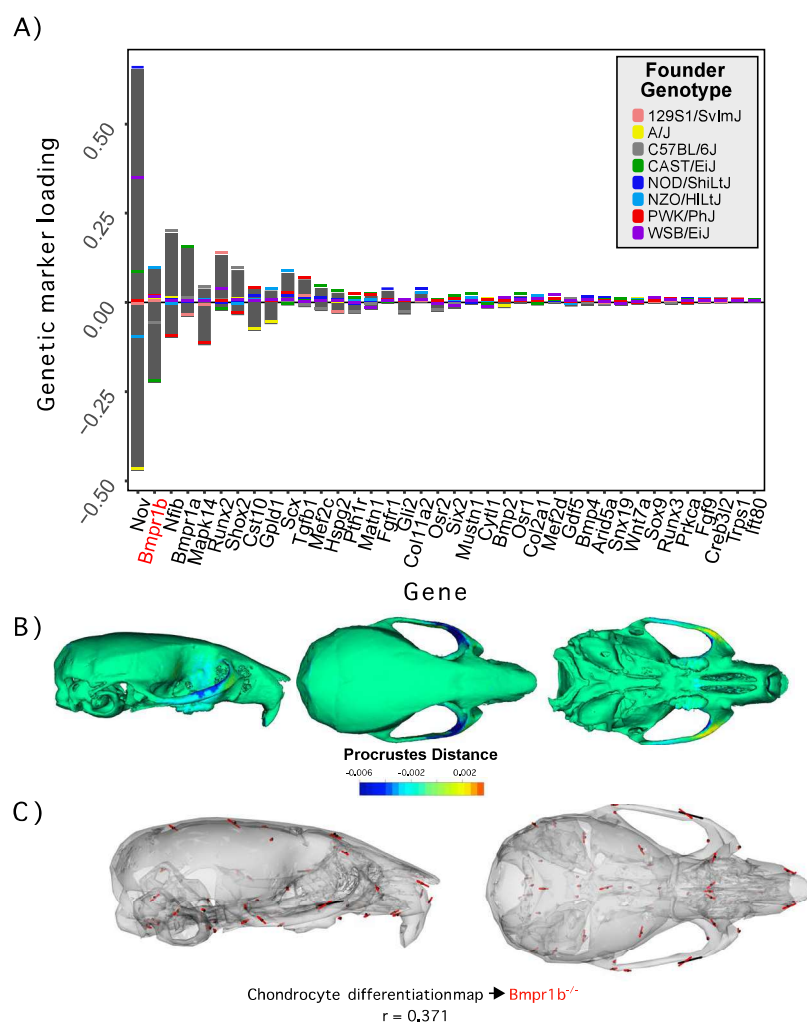 A)
Genetic marker loading
0.50
0.25
0.00
-0.25
-0.50
Founder
Genotype
129S1/SvImJ
A/J
C57BL/6J
CAST/EiJ
NOD/ShiLtJ
NZO/HlLtJ
PWK/PhJ
WSB/EiJ
Nov
Bmpr1b
Nfib
Bmpr1a
Mapk14
Runx2
Shox2
Cst10
Gpld1
Scx
Tgfb1
Mef2c
Hspg2
Pth1r
Matn1
Fgfr1
Gli2
Col11a2
Osr2
Six2
Mustn1
Cytl1
Bmp2
Osr1
Col2a1
Mef2d
Gdf5
Bmp4
Arid5a
Snx19
Wnt7a
Sox9
Runx3
Prkca
Fgf9
Creb3l2
Trps1
Ift80
Gene
B)
Procrustes Distance
-0.006 -0.002 0.002
C)
Chondrocyte differentiationmap → Bmpr1b-/-
r = 0.371